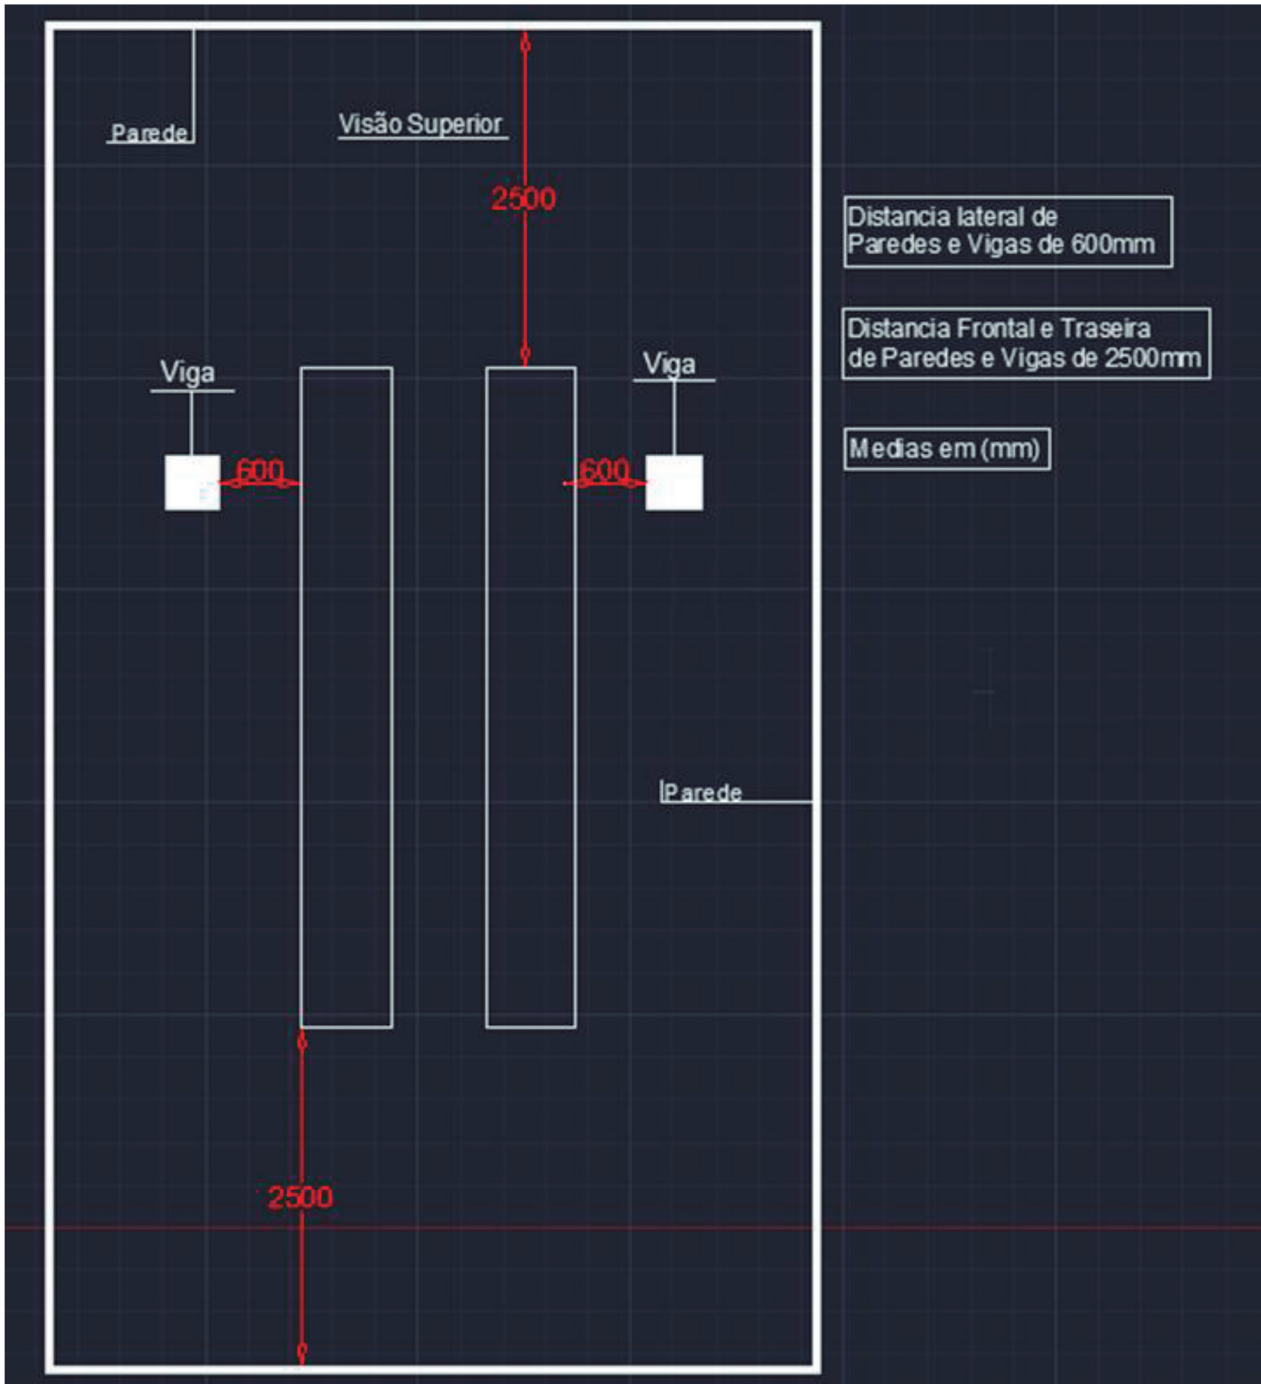 Parede
Visão Superior
2500
Distancia lateral de
Paredes e Vigas de 600mm
Distancia Frontal e Traseira
de Paredes e Vigas de 2500mm
Viga
Viga
Medias em (mm)
600
600
Parede
2500